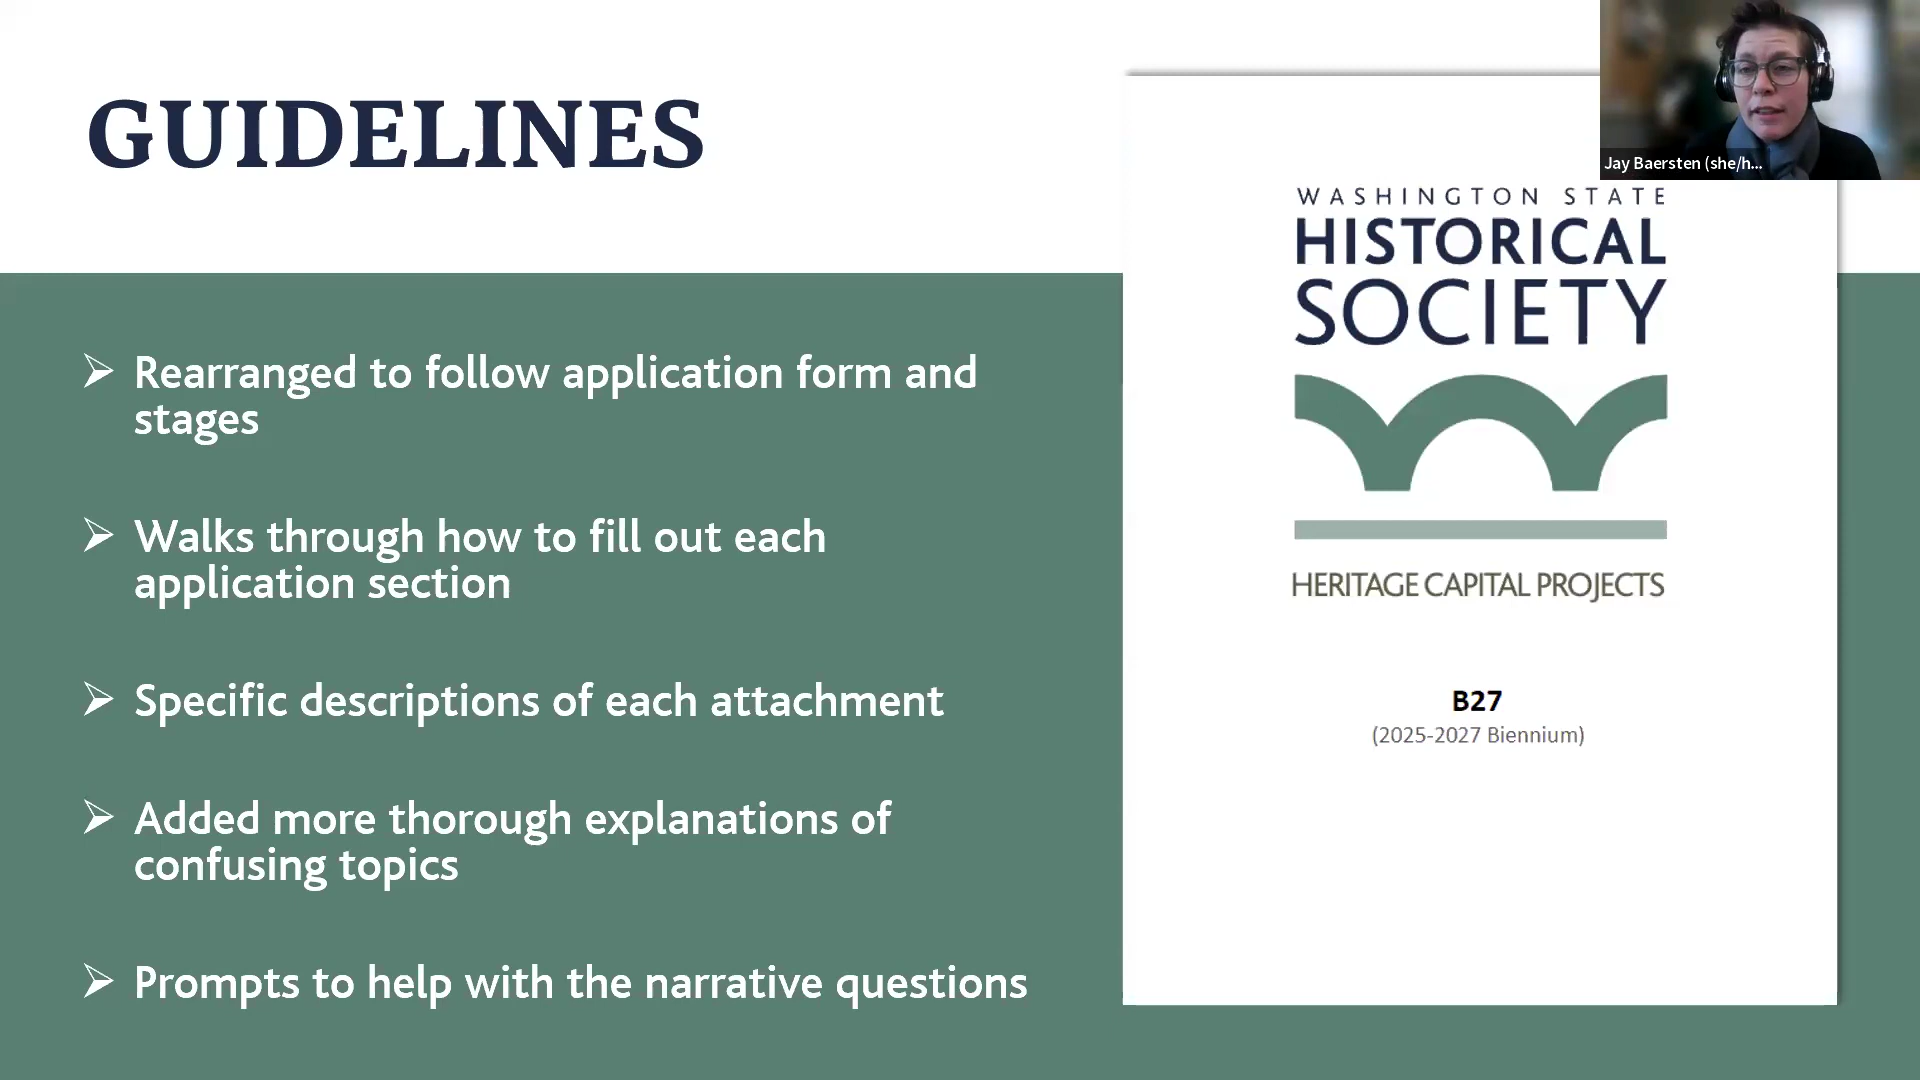 GUIDELINES
Rearranged to follow application form and
stages
Walks through how to fill out each
application section
Specific descriptions of each attachment
Added more thorough explanations of
confusing topics
Prompts to help with the narrative questions
Jay Baersten (she/h...
WASHINGTON STATE
HISTORICAL
SOCIETY
HERITAGE CAPITAL PROJECTS
B27
(2025-2027 Biennium)